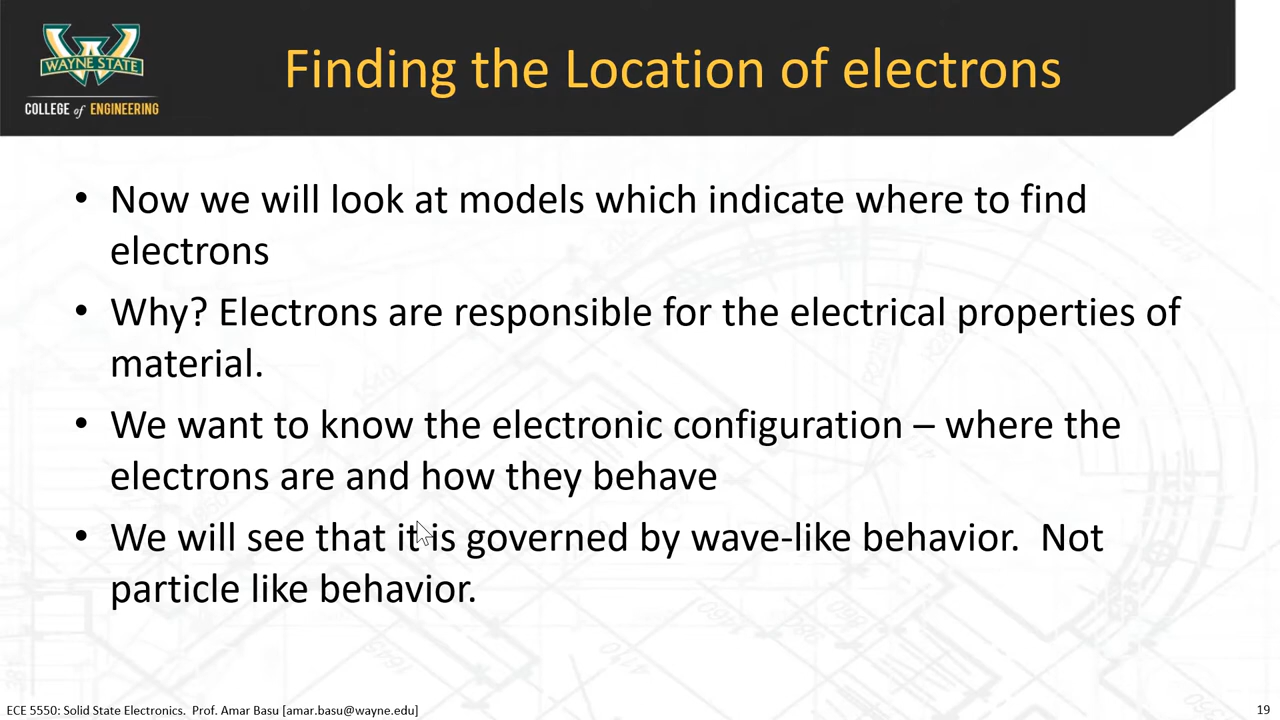 WAYNE STATE
COLLEGE of ENGINEERING
Finding the Location of electrons
• Now we will look at models which indicate where to find
electrons
• Why? Electrons are responsible for the electrical properties of
material.
• We want to know the electronic configuration – where the
electrons are and how they behave
• We will see that it is governed by wave-like behavior.  Not
particle like behavior.
ECE 5550: Solid State Electronics.  Prof. Amar Basu [amar.basu@wayne.edu]
19